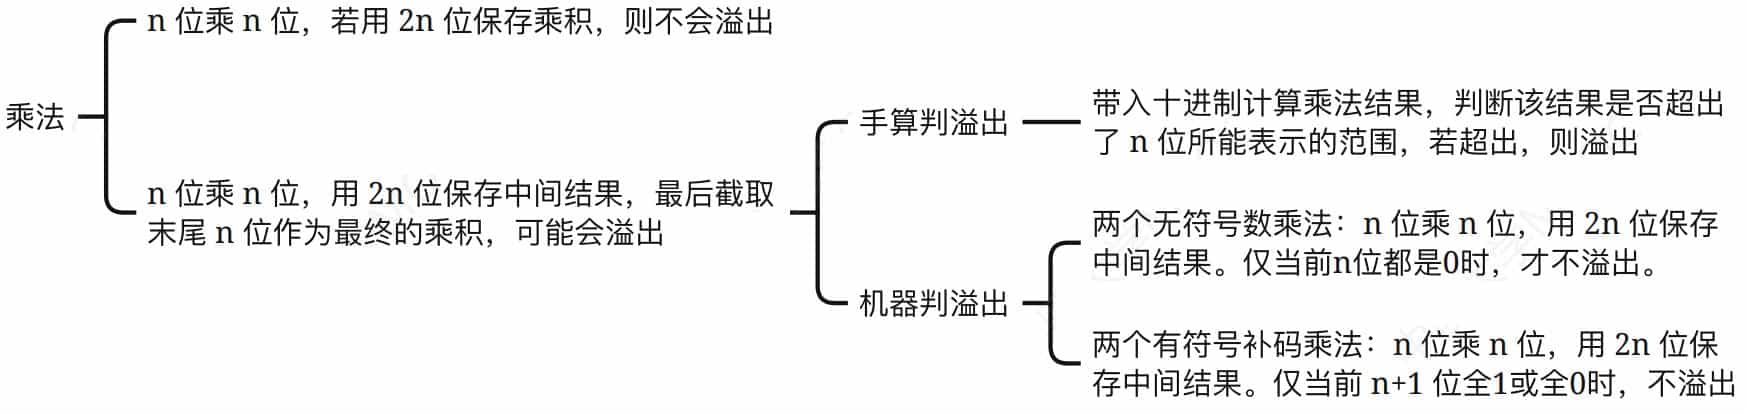 乘法
n 位乘 n 位，若用 2n 位保存乘积，则不会溢出
n 位乘 n 位，用 2n 位保存中间结果，最后截取
末尾 n 位作为最终的乘积，可能会溢出
手算判溢出
带入十进制计算乘法结果，判断该结果是否超出
了 n 位所能表示的范围，若超出，则溢出
机器判溢出
两个无符号数乘法：n 位乘 n 位，用 2n 位保存
中间结果。仅当前n位都是0时，才不溢出。
两个有符号补码乘法：n 位乘 n 位，用 2n 位保
存中间结果。仅当前 n+1 位全1或全0时，不溢出